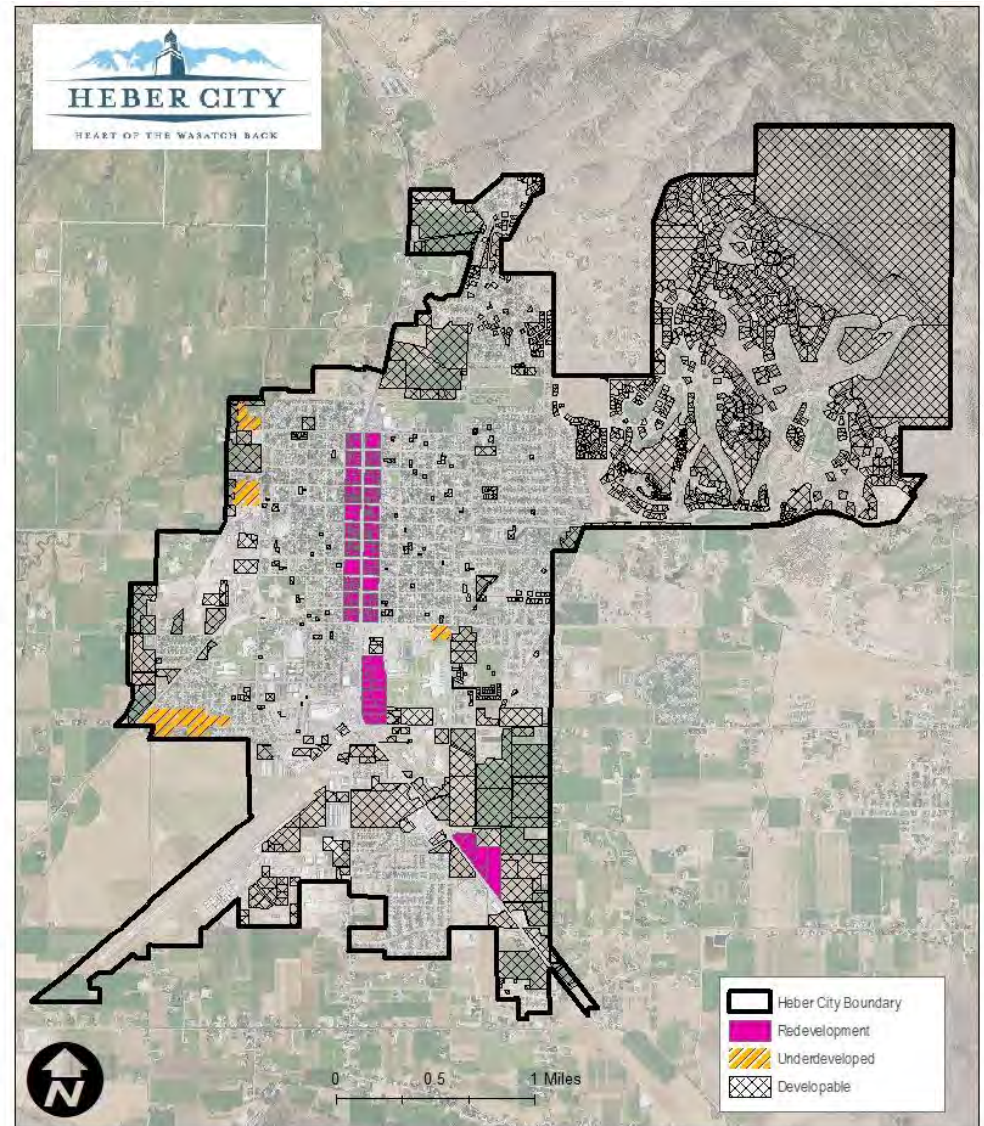 HEBER CITY
HEART OF THE WASATCH BACK
Heber City Boundary
Redevelopment
Underdeveloped
Developable
N
0 0.5 1 Miles